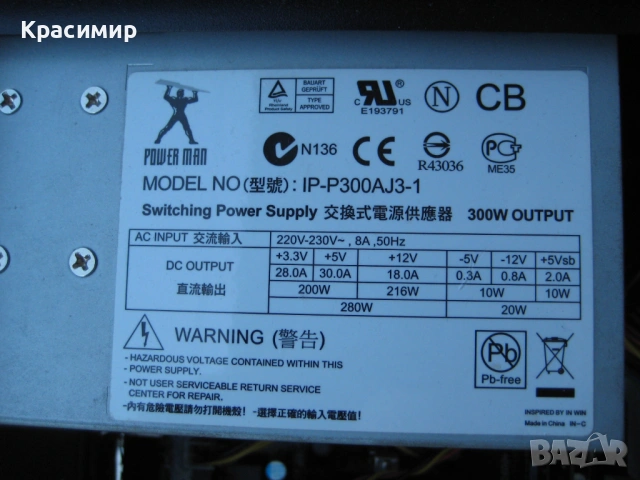 Красимир
BAUART
GEPRÜFT
TYPE
APPROVED
C US
E193791
N
CB
POWER MAN
N136
CE
R43036
ME35
MODEL NO(型號): IP-P300AJ3-1
Switching Power Supply 交換式電源供應器 300W OUTPUT
AC INPUT 交流輸入 220V-230V~, 8A ,50Hz
DC OUTPUT
直流輸出
+3.3V +5V +12V -5V -12V +5Vsb
28.0A 30.0A 18.0A 0.3A 0.8A 2.0A
200W 216W 10W 10W
280W 20W
WARNING (警告)
- HAZARDOUS VOLTAGE CONTAINED WITHIN THIS
- POWER SUPPLY.
- NOT USER SERVICEABLE RETURN SERVICE
CENTER FOR REPAIR.
-內有危險電壓請勿打開機殼! -選擇正確的輸入電壓值!
Pb
Pb-free
INSPIRED BY IN WIN
Made in China IN-C
BAZAR